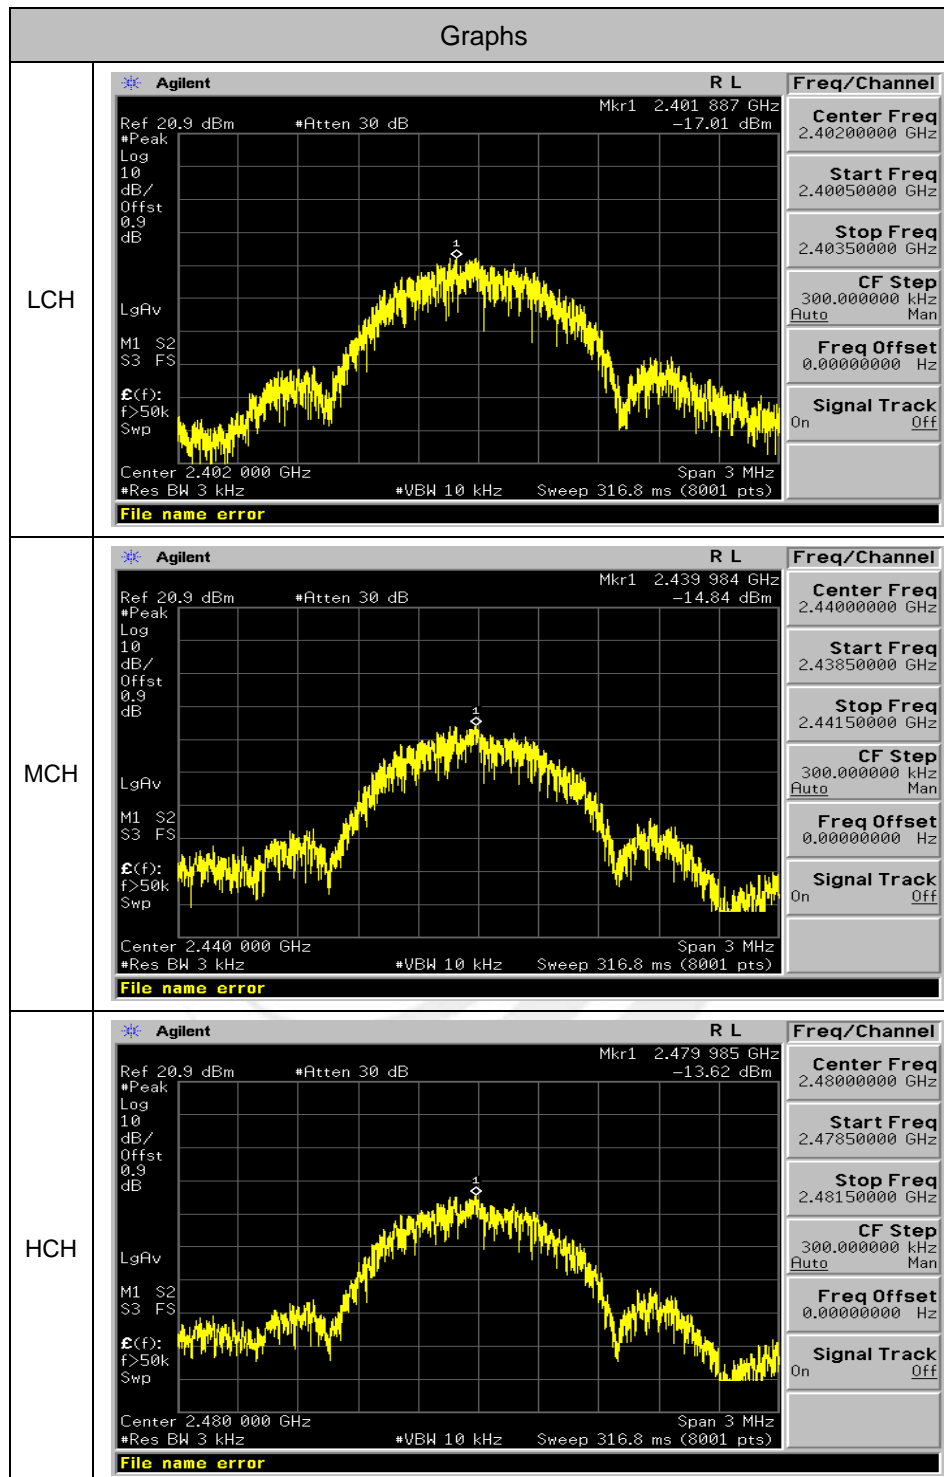 Graphs
LCH
Agilent R L Freq/Channel
Mkr1 2.401 887 GHz
Ref 20.9 dBm #Atten 30 dB -17.01 dBm
#Peak
Log
10
dB/
Offst
0.9
dB
1
LgAv
M1 S2
S3 FS
£(f):
f>50k
Swp
Center 2.402 000 GHz Span 3 MHz
#Res BW 3 kHz #VBW 10 kHz Sweep 316.8 ms (8001 pts)
File name error
Center Freq
2.40200000 GHz
Start Freq
2.40050000 GHz
Stop Freq
2.40350000 GHz
CF Step
300.000000 kHz
Auto Man
Freq Offset
0.00000000 Hz
Signal Track
On Off
MCH
Agilent R L Freq/Channel
Mkr1 2.439 984 GHz
Ref 20.9 dBm #Atten 30 dB -14.84 dBm
#Peak
Log
10
dB/
Offst
0.9
dB
1
LgAv
M1 S2
S3 FS
£(f):
f>50k
Swp
Center 2.440 000 GHz Span 3 MHz
#Res BW 3 kHz #VBW 10 kHz Sweep 316.8 ms (8001 pts)
File name error
Center Freq
2.44000000 GHz
Start Freq
2.43850000 GHz
Stop Freq
2.44150000 GHz
CF Step
300.000000 kHz
Auto Man
Freq Offset
0.00000000 Hz
Signal Track
On Off
HCH
Agilent R L Freq/Channel
Mkr1 2.479 985 GHz
Ref 20.9 dBm #Atten 30 dB -13.62 dBm
#Peak
Log
10
dB/
Offst
0.9
dB
1
LgAv
M1 S2
S3 FS
£(f):
f>50k
Swp
Center 2.480 000 GHz Span 3 MHz
#Res BW 3 kHz #VBW 10 kHz Sweep 316.8 ms (8001 pts)
File name error
Center Freq
2.48000000 GHz
Start Freq
2.47850000 GHz
Stop Freq
2.48150000 GHz
CF Step
300.000000 kHz
Auto Man
Freq Offset
0.00000000 Hz
Signal Track
On Off